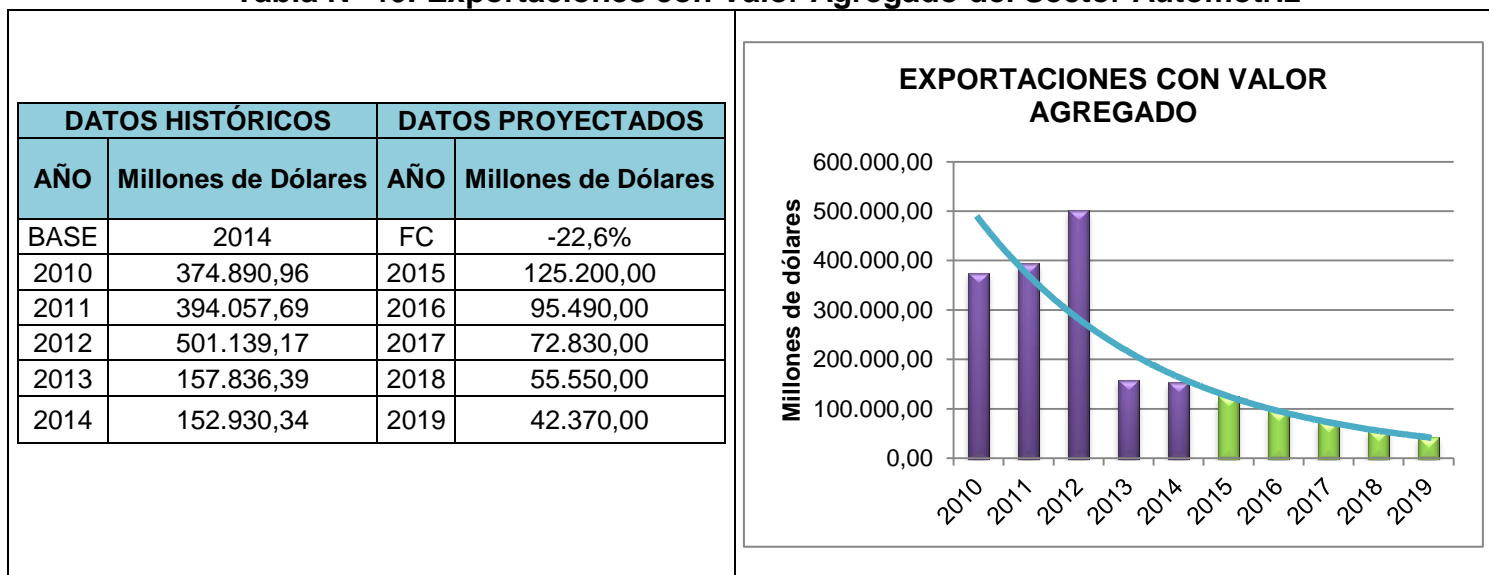 DATOS HISTÓRICOS DATOS PROYECTADOS
AÑO Millones de Dólares AÑO Millones de Dólares
BASE 2014 FC -22,6%
2010 374.890,96 2015 125.200,00
2011 394.057,69 2016 95.490,00
2012 501.139,17 2017 72.830,00
2013 157.836,39 2018 55.550,00
2014 152.930,34 2019 42.370,00
EXPORTACIONES CON VALOR
AGREGADO
Millones de dólares
600.000,00
500.000,00
400.000,00
300.000,00
200.000,00
100.000,00
0,00
2010 2011 2012 2013 2014 2015 2016 2017 2018 2019